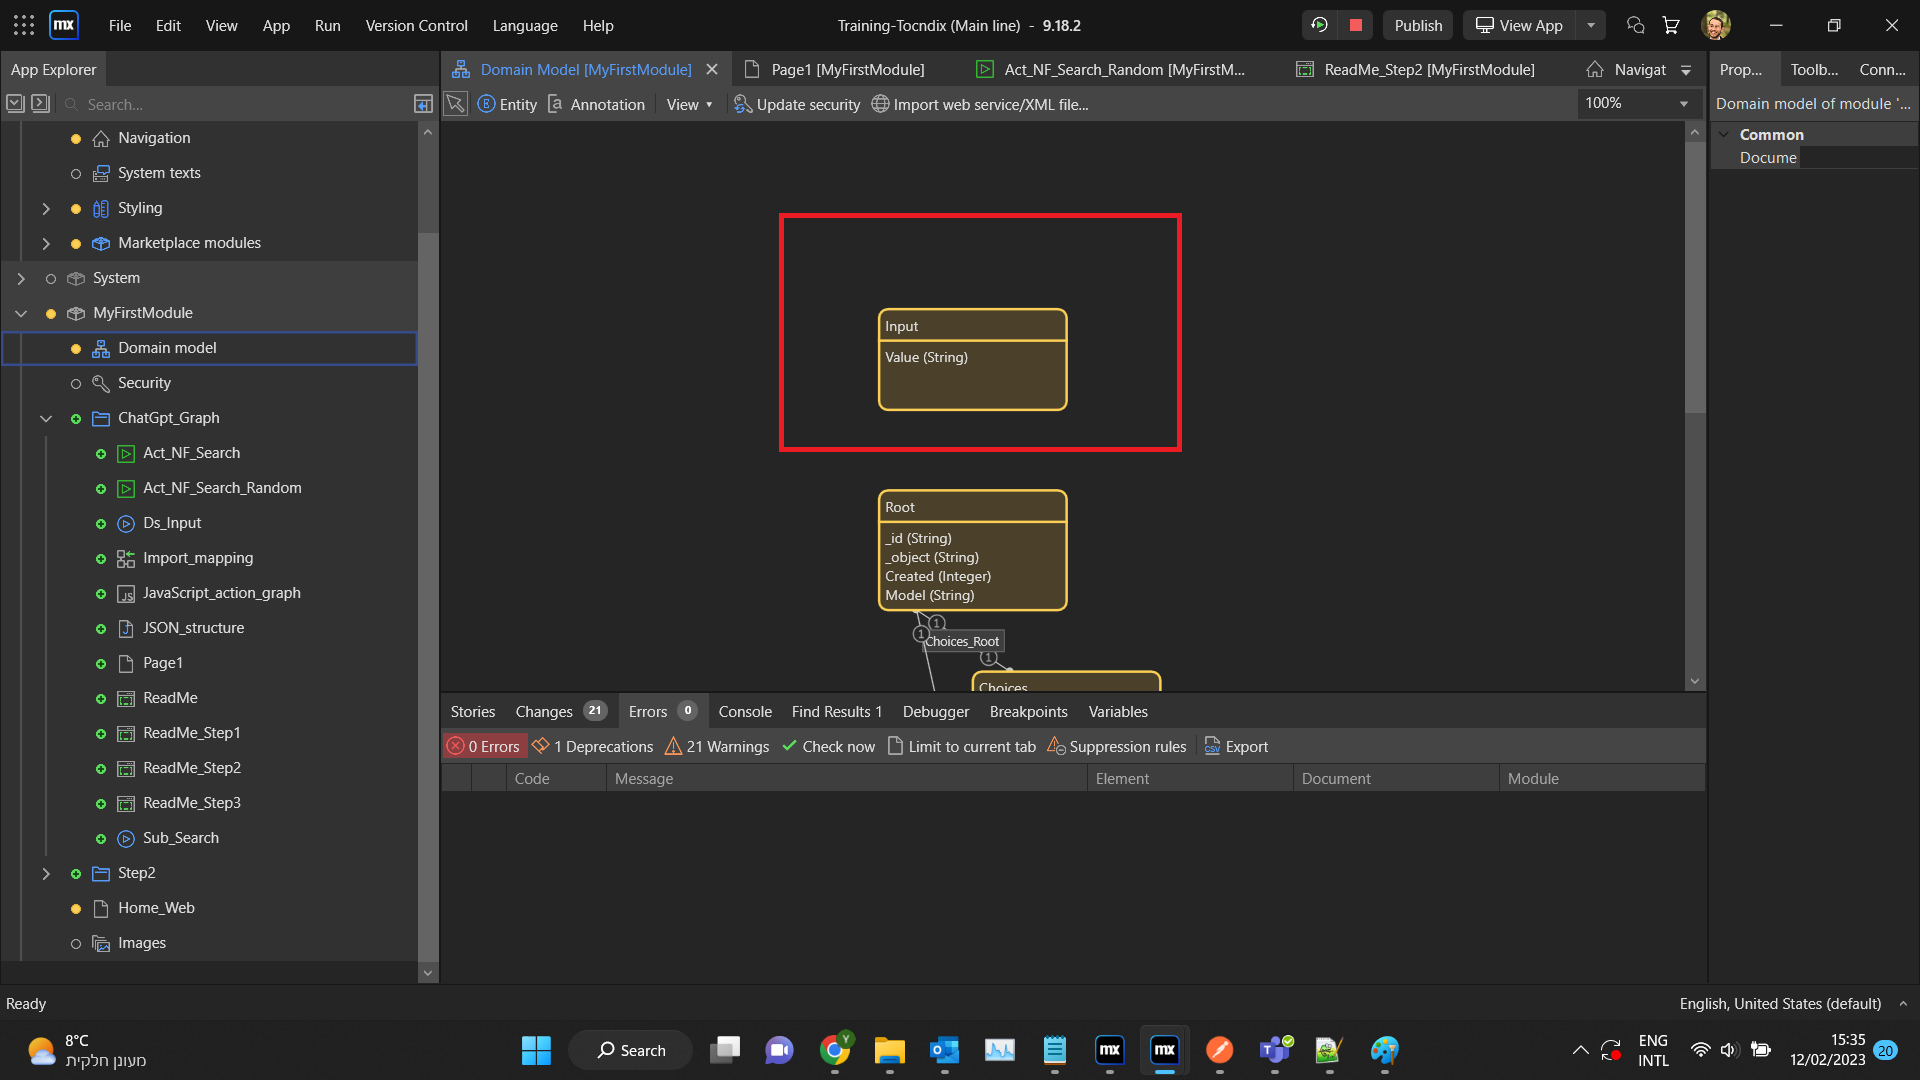 mx File Edit View App Run Version Control Language Help Training-Tocndix (Main line) - 9.18.2 Publish View App
App Explorer
Domain Model [MyFirstModule] Page1 [MyFirstModule] Act_NF_Search_Random [MyFirstM... ReadMe_Step2 [MyFirstModule] Navigat
Prop... Toolb... Conn...
Search...
Entity Annotation View Update security Import web service/XML file... 100%
Domain model of module '...
Common
Docume
Navigation
System texts
Styling
Marketplace modules
System
MyFirstModule
Domain model
Security
ChatGpt_Graph
Act_NF_Search
Act_NF_Search_Random
Ds_Input
Import_mapping
JS JavaScript_action_graph
JSON_structure
Page1
ReadMe
ReadMe_Step1
ReadMe_Step2
ReadMe_Step3
Sub_Search
Step2
Home_Web
Images
Input
Value (String)
Root
_id (String)
_object (String)
Created (Integer)
Model (String)
1
1
Choices_Root
1
Choices
Stories Changes 21 Errors 0 Console Find Results 1 Debugger Breakpoints Variables
0 Errors 1 Deprecations 21 Warnings Check now Limit to current tab Suppression rules CSV Export
Code Message Element Document Module
Ready
English, United States (default)
8°C
מעונן חלקית
Search
Y
mx mx
ENG
INTL
15:35
12/02/2023
20